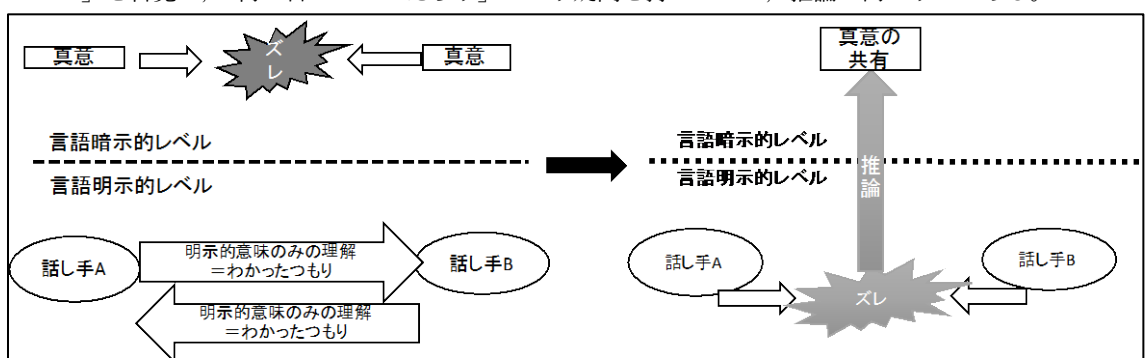 真意
ズレ
真意
言語暗示的レベル
言語明示的レベル
話し手A
明示的意味のみの理解
＝わかったつもり
話し手B
明示的意味のみの理解
＝わかったつもり
真意の
共有
言語暗示的レベル
言語明示的レベル
推論
話し手A
話し手B
ズレ